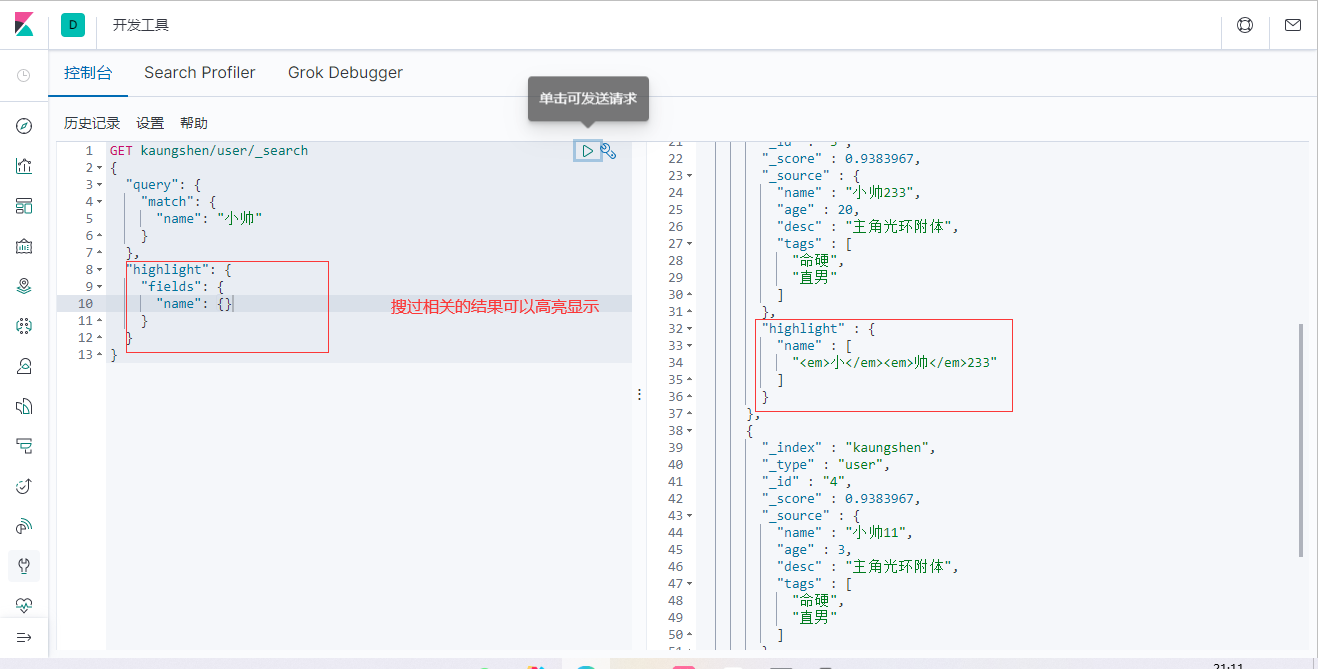 D 开发工具
控制台 Search Profiler Grok Debugger
单击可发送请求
历史记录 设置 帮助
1 GET kaungshen/user/_search
2 {
3 "query": {
4 "match": {
5 "name": "小帅"
6 }
7 },
8 "highlight": {
9 "fields": {
10 "name": {}
11 }
12 }
13 }
搜过相关的结果可以高亮显示
22 "_score" : 0.9383967,
23 "_source" : {
24 "name" : "小帅233",
25 "age" : 20,
26 "desc" : "主角光环附体",
27 "tags" : [
28 "命硬",
29 "直男"
30 ]
31 },
32 "highlight" : {
33 "name" : [
34 "<em>小</em><em>帅</em>233"
35 ]
36 }
37 },
38 {
39 "_index" : "kaungshen",
40 "_type" : "user",
41 "_id" : "4",
42 "_score" : 0.9383967,
43 "_source" : {
44 "name" : "小帅11",
45 "age" : 3,
46 "desc" : "主角光环附体",
47 "tags" : [
48 "命硬",
49 "直男"
50 ]
21:11